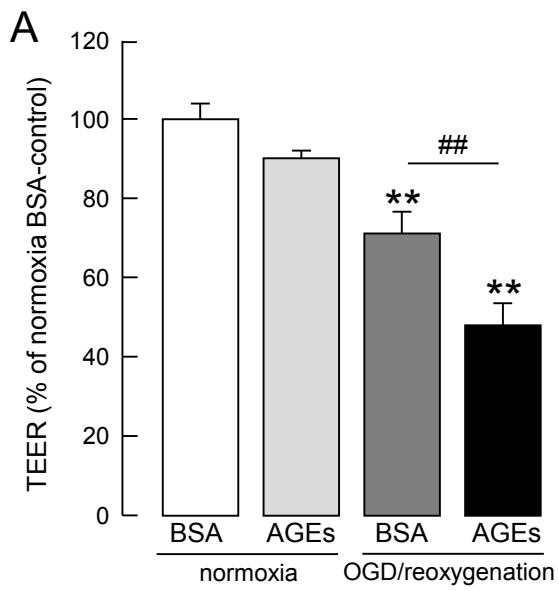 A
TEER (% of normoxia BSA-control)
120
100
80
60
40
20
0
##
**
**
BSA AGEs BSA AGEs
normoxia OGD/reoxygenation